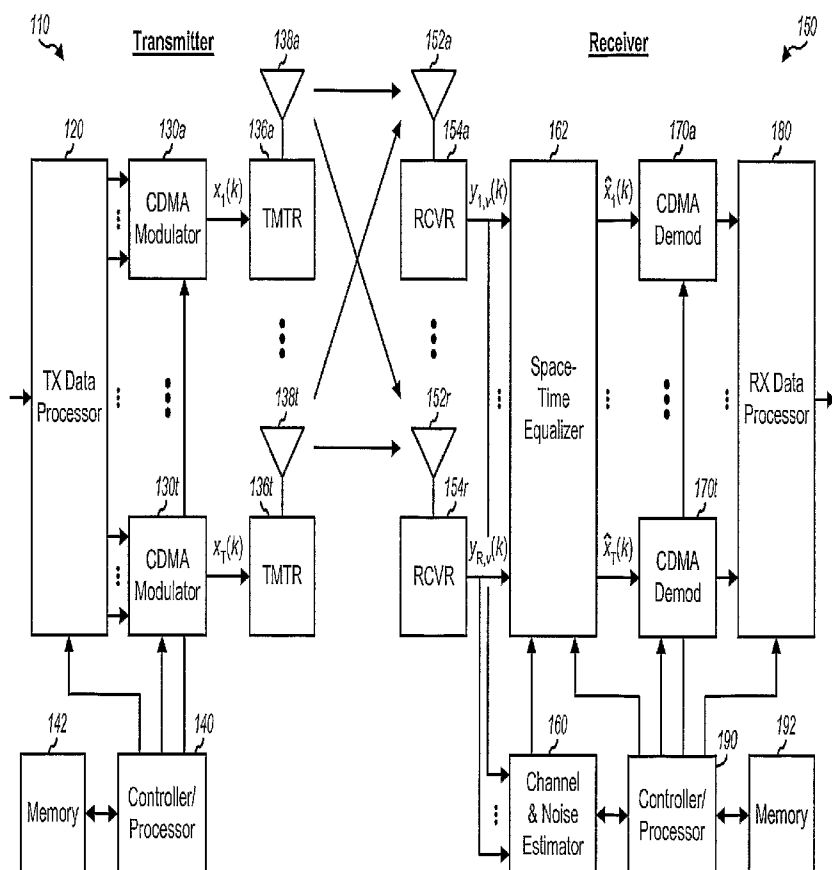 110
Transmitter
138a
152a
Receiver
150
120
130a
136a
154a
162
170a
180
CDMA
Modulator
x1(k)
TMTR
RCVR
y1,v(k)
x̂1(k)
CDMA
Demod
TX Data
Processor
Space-
Time
Equalizer
RX Data
Processor
138t
152r
130t
136t
154r
170t
CDMA
Modulator
xT(k)
TMTR
RCVR
yR,v(k)
x̂T(k)
CDMA
Demod
142
140
160
190
192
Memory
Controller/
Processor
Channel
& Noise
Estimator
Controller/
Processor
Memory